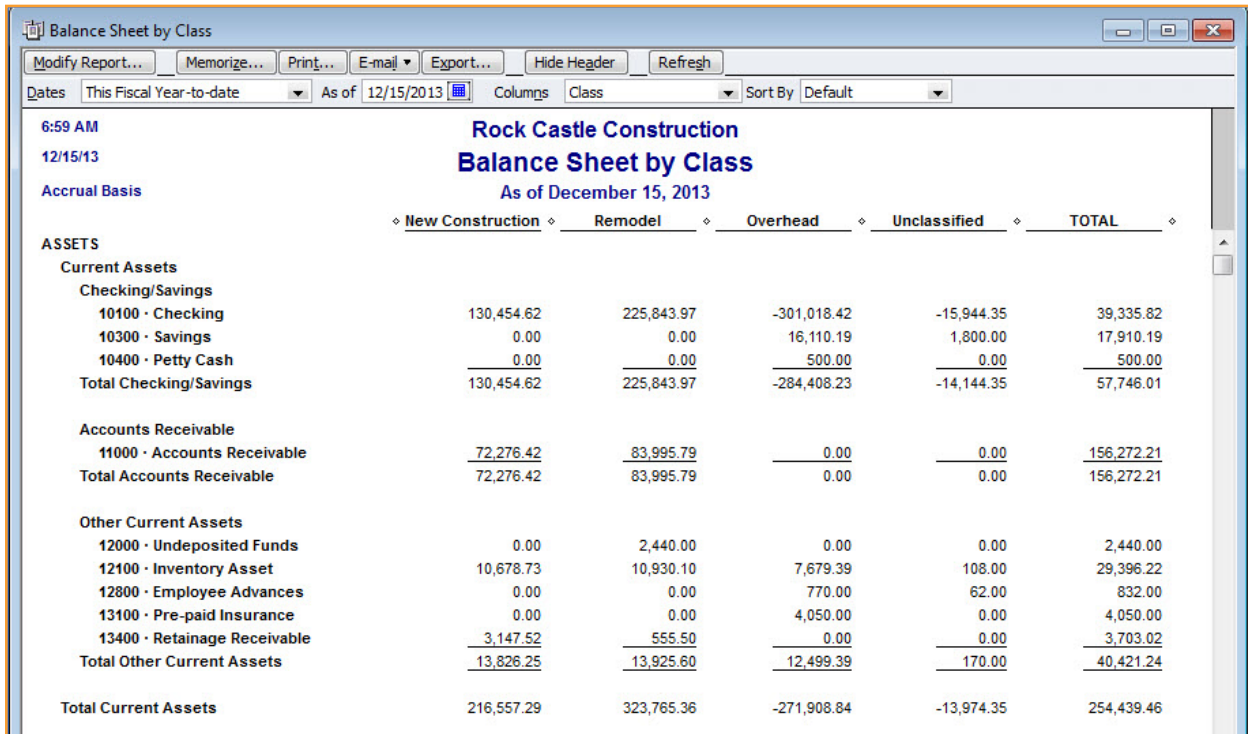 Balance Sheet by Class
Modify Report... Memorize... Print... E-mail Export... Hide Header Refresh
Dates This Fiscal Year-to-date As of 12/15/2013 Columns Class Sort By Default
6:59 AM Rock Castle Construction
12/15/13 Balance Sheet by Class
Accrual Basis As of December 15, 2013
New Construction Remodel Overhead Unclassified TOTAL
ASSETS
Current Assets
Checking/Savings
10100 · Checking 130,454.62 225,843.97 -301,018.42 -15,944.35 39,335.82
10300 · Savings 0.00 0.00 16,110.19 1,800.00 17,910.19
10400 · Petty Cash 0.00 0.00 500.00 0.00 500.00
Total Checking/Savings 130,454.62 225,843.97 -284,408.23 -14,144.35 57,746.01
Accounts Receivable
11000 · Accounts Receivable 72,276.42 83,995.79 0.00 0.00 156,272.21
Total Accounts Receivable 72,276.42 83,995.79 0.00 0.00 156,272.21
Other Current Assets
12000 · Undeposited Funds 0.00 2,440.00 0.00 0.00 2,440.00
12100 · Inventory Asset 10,678.73 10,930.10 7,679.39 108.00 29,396.22
12800 · Employee Advances 0.00 0.00 770.00 62.00 832.00
13100 · Pre-paid Insurance 0.00 0.00 4,050.00 0.00 4,050.00
13400 · Retainage Receivable 3,147.52 555.50 0.00 0.00 3,703.02
Total Other Current Assets 13,826.25 13,925.60 12,499.39 170.00 40,421.24
Total Current Assets 216,557.29 323,765.36 -271,908.84 -13,974.35 254,439.46